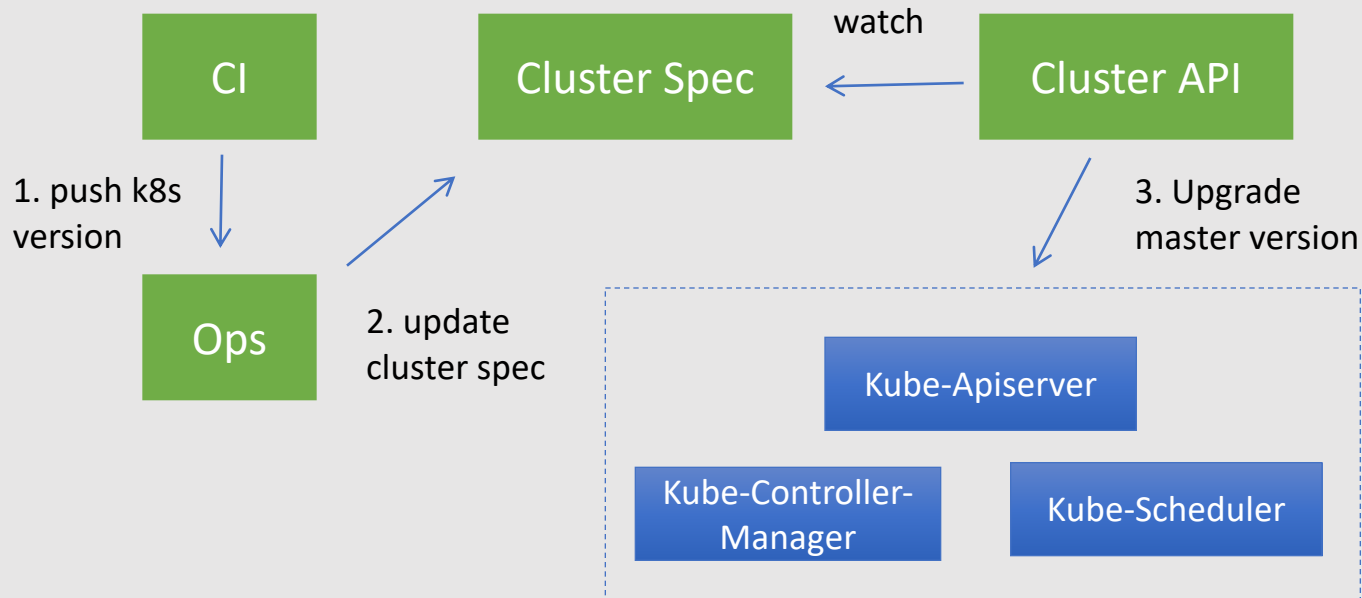 watch
CI
Cluster Spec
Cluster API
1. push k8s
version
3. Upgrade
master version
Ops
2. update
cluster spec
Kube-Apiserver
Kube-Controller-
Manager
Kube-Scheduler